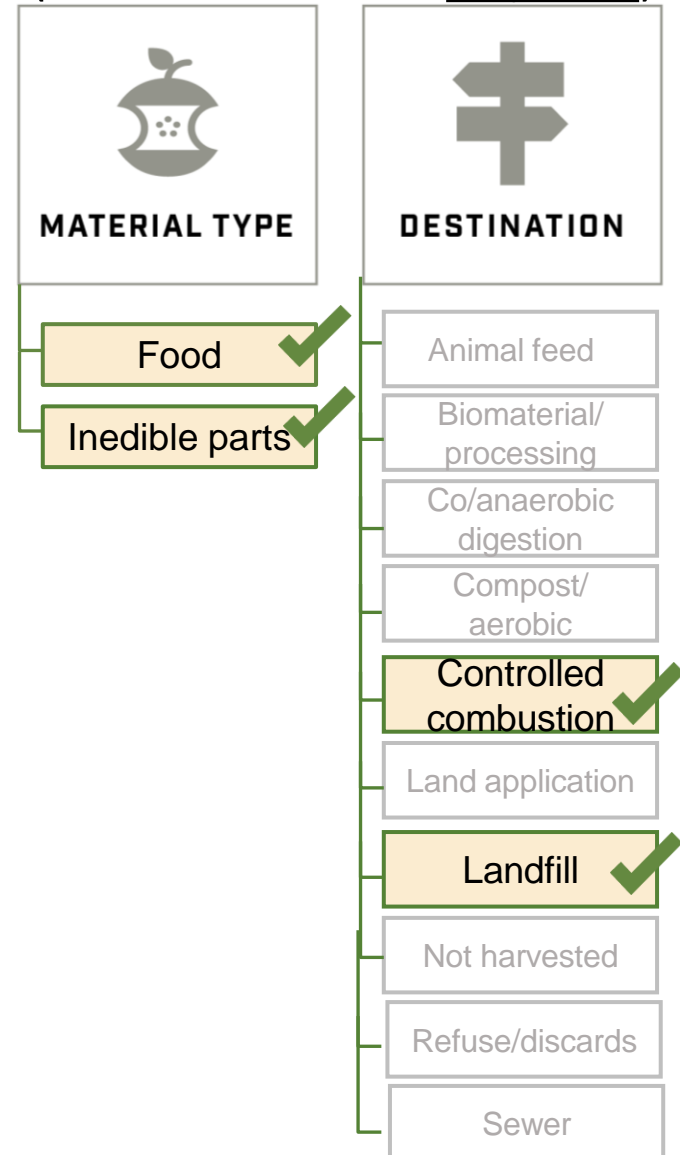 MATERIAL TYPE
DESTINATION
Food
Inedible parts
Animal feed
Biomaterial/
processing
Co/anaerobic
digestion
Compost/
aerobic
Controlled
combustion
Land application
Landfill
Not harvested
Refuse/discards
Sewer